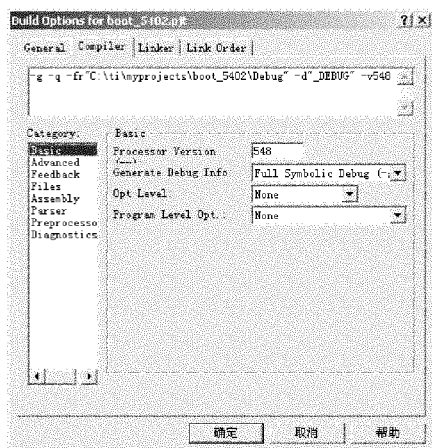 Build Options for boot_5402.pjt
General Compiler Linker Link Order
-g -q -fr"C:\ti\myprojects\boot_5402\Debug" -d"_DEBUG" -v548
Category:
Basic
Advanced
Feedback
Files
Assembly
Parser
Preprocesso
Diagnostics
Basic
Processor Version 548
Generate Debug Info Full Symbolic Debug (-
Opt Level None
Program Level Opt.: None
确定 取消 帮助